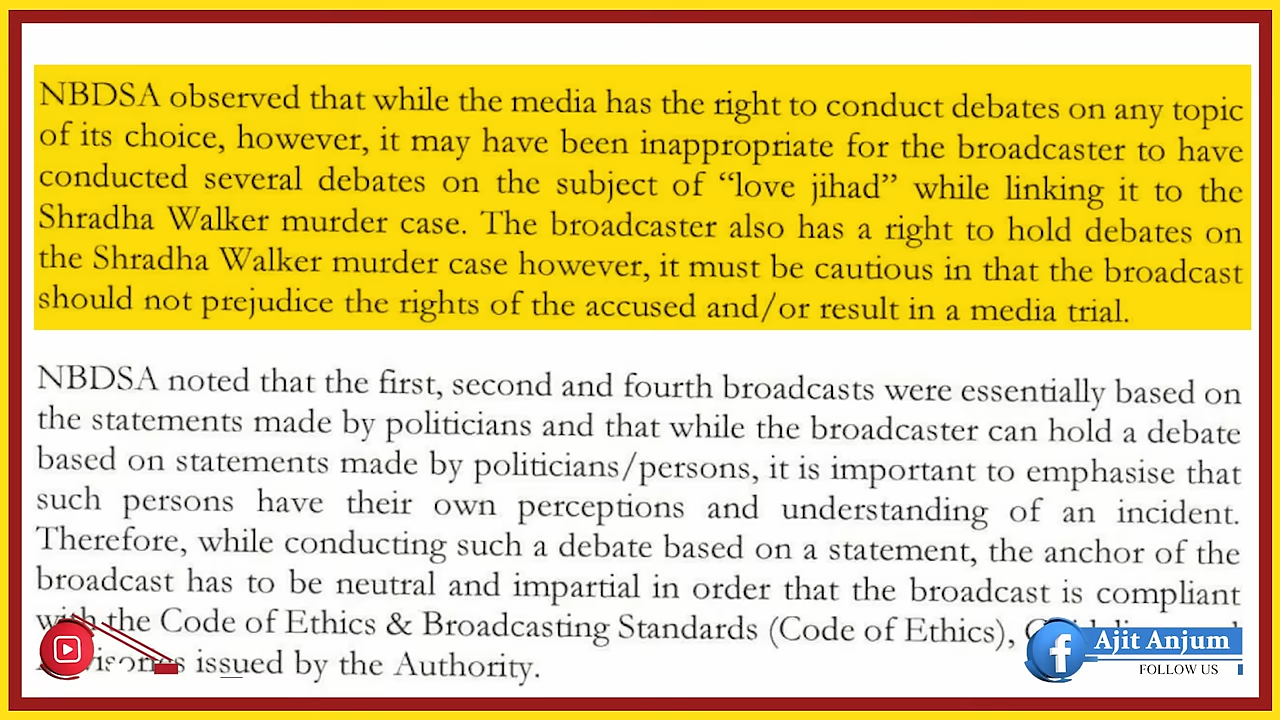 NBDSA observed that while the media has the right to conduct debates on any topic
of its choice, however, it may have been inappropriate for the broadcaster to have
conducted several debates on the subject of “love jihad” while linking it to the
Shradha Walker murder case. The broadcaster also has a right to hold debates on
the Shradha Walker murder case however, it must be cautious in that the broadcast
should not prejudice the rights of the accused and/or result in a media trial.
NBDSA noted that the first, second and fourth broadcasts were essentially based on
the statements made by politicians and that while the broadcaster can hold a debate
based on statements made by politicians/persons, it is important to emphasise that
such persons have their own perceptions and understanding of an incident.
Therefore, while conducting such a debate based on a statement, the anchor of the
broadcast has to be neutral and impartial in order that the broadcast is compliant
with the Code of Ethics & Broadcasting Standards (Code of Ethics),
issued by the Authority.
Ajit Anjum
FOLLOW US